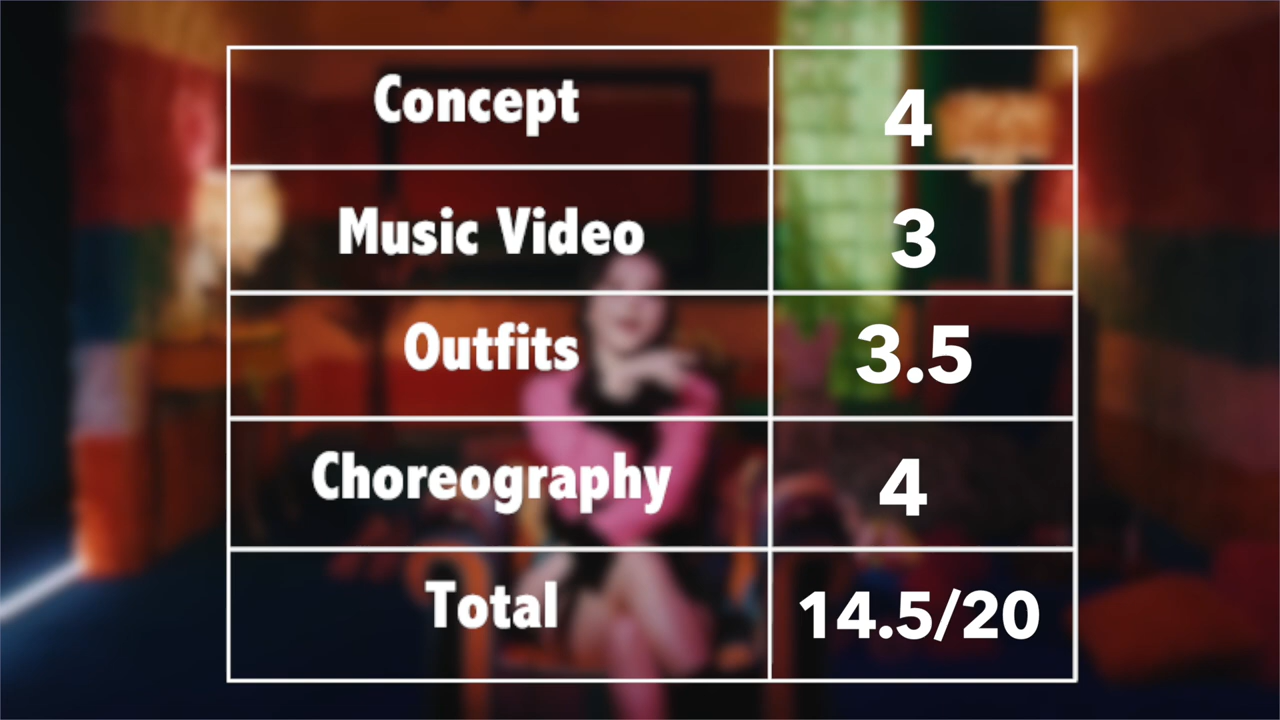 Concept 4
Music Video 3
Outfits 3.5
Choreography 4
Total 14.5/20